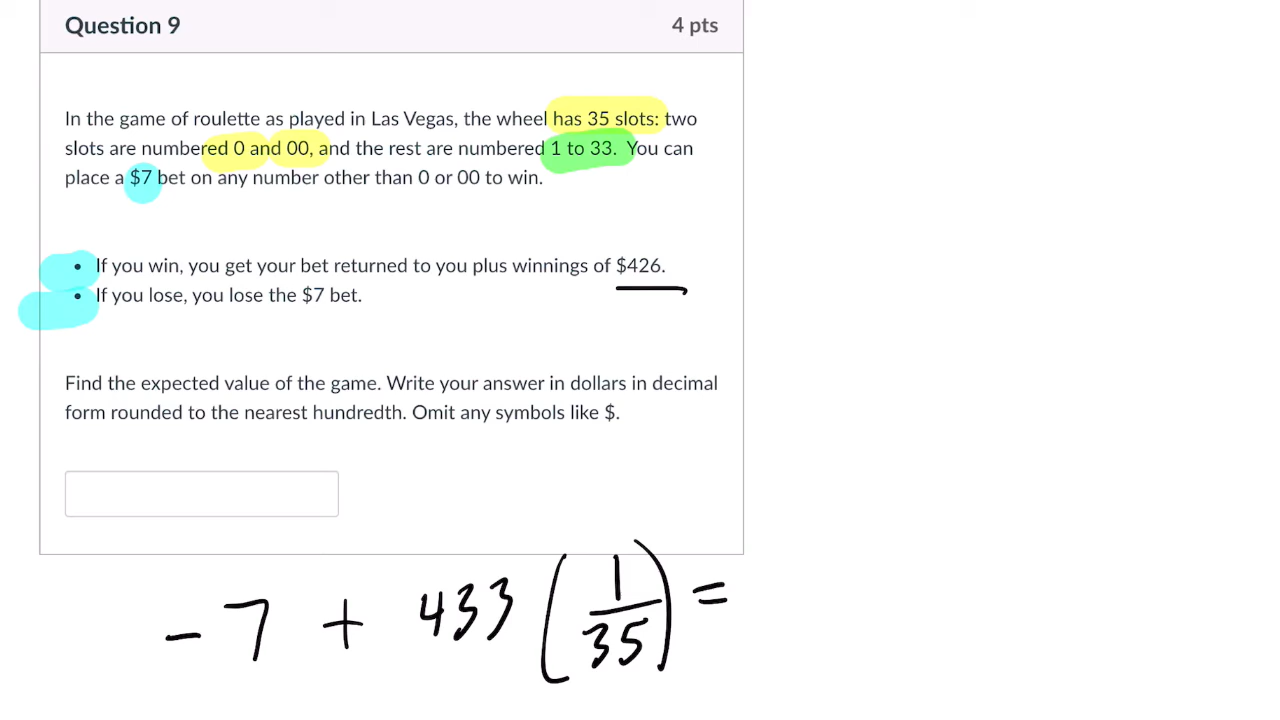 Question 9 4 pts
In the game of roulette as played in Las Vegas, the wheel has 35 slots: two
slots are numbered 0 and 00, and the rest are numbered 1 to 33. You can
place a $7 bet on any number other than 0 or 00 to win.
• If you win, you get your bet returned to you plus winnings of $426.
• If you lose, you lose the $7 bet.
Find the expected value of the game. Write your answer in dollars in decimal
form rounded to the nearest hundredth. Omit any symbols like $.
- 7 + 433 (1/35) =